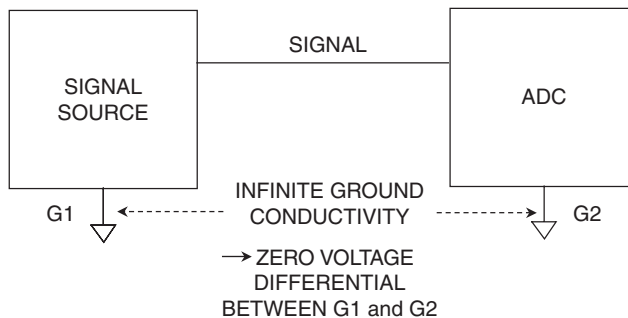 SIGNAL
SIGNAL
SOURCE
ADC
G1
INFINITE GROUND
CONDUCTIVITY
G2
ZERO VOLTAGE
DIFFERENTIAL
BETWEEN G1 and G2